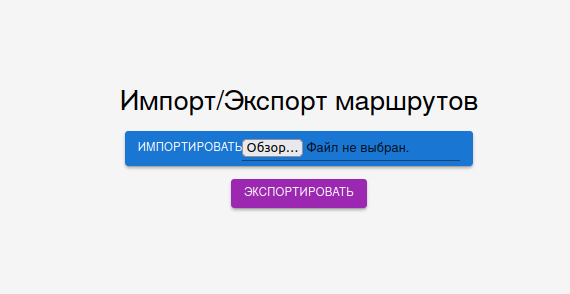 Импорт/Экспорт маршрутов
ИМПОРТИРОВАТЬ Обзор... Файл не выбран.
ЭКСПОРТИРОВАТЬ